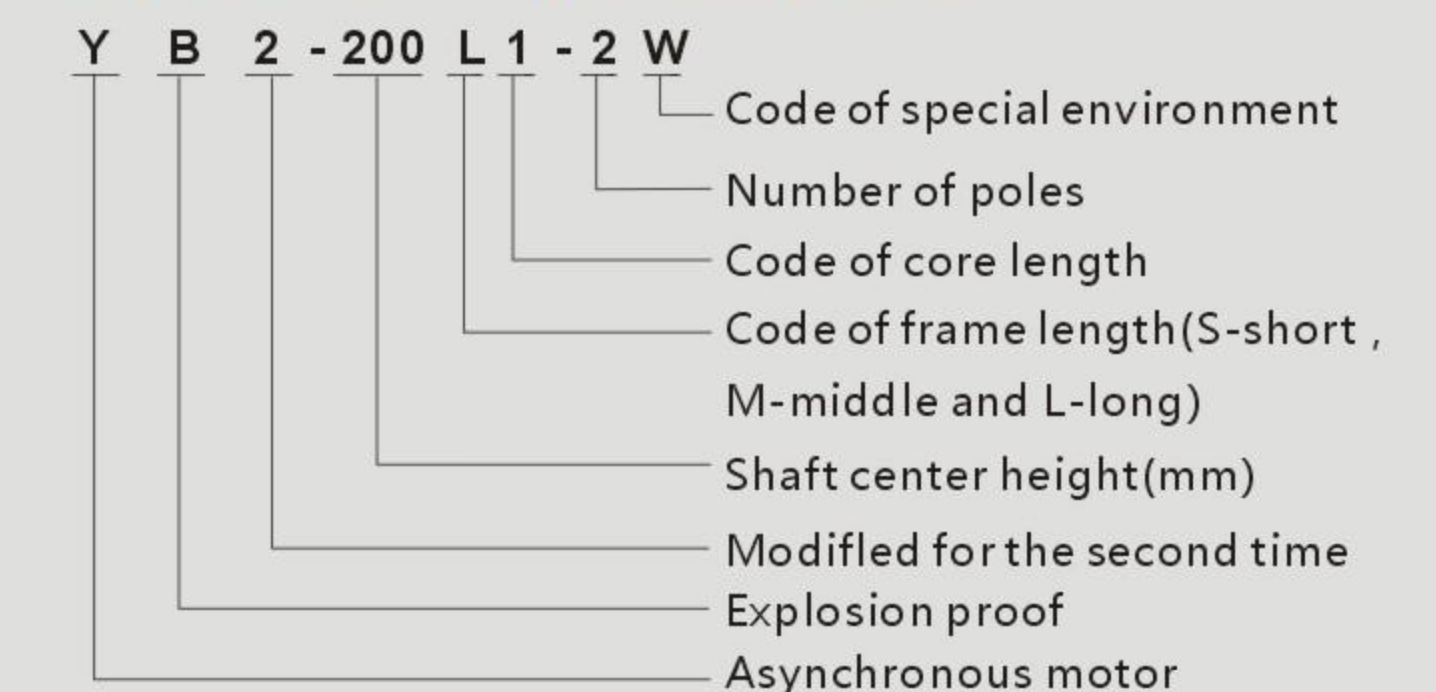 Y B 2 - 200 L 1 - 2 W
Code of special environment
Number of poles
Code of core length
Code of frame length(S-short ,
M-middle and L-long)
Shaft center height(mm)
Modifled for the second time
Explosion proof
Asynchronous motor